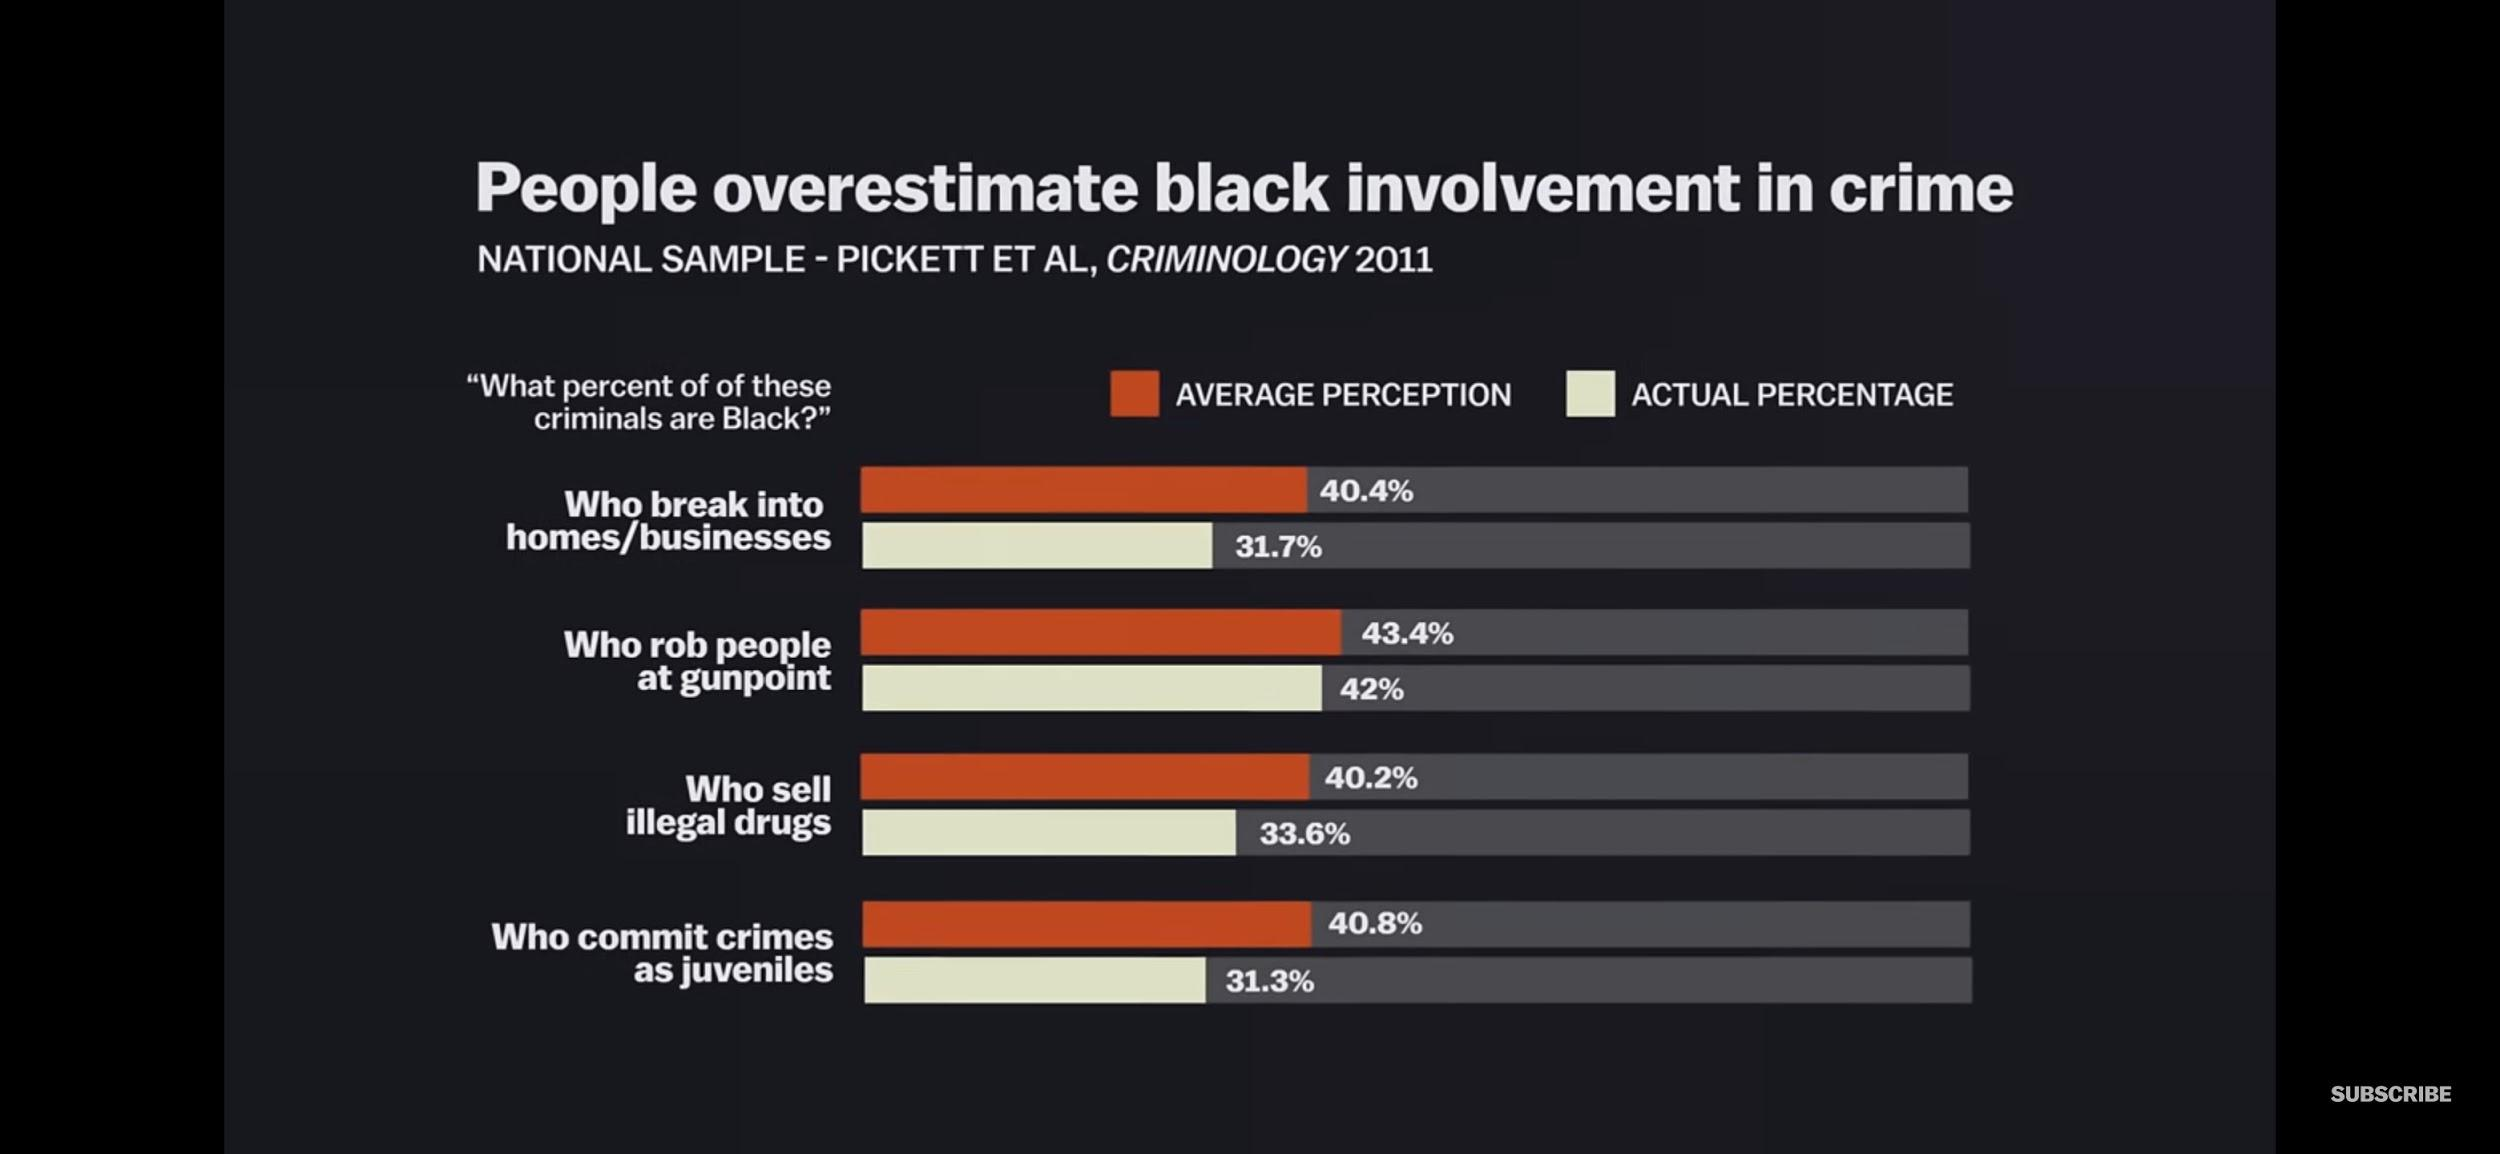 People overestimate black involvement in crime
NATIONAL SAMPLE - PICKETT ET AL, CRIMINOLOGY 2011
“What percent of of these
criminals are Black?”
AVERAGE PERCEPTION
ACTUAL PERCENTAGE
Who break into
homes/businesses
40.4%
31.7%
Who rob people
at gunpoint
43.4%
42%
Who sell
illegal drugs
40.2%
33.6%
Who commit crimes
as juveniles
40.8%
31.3%
SUBSCRIBE